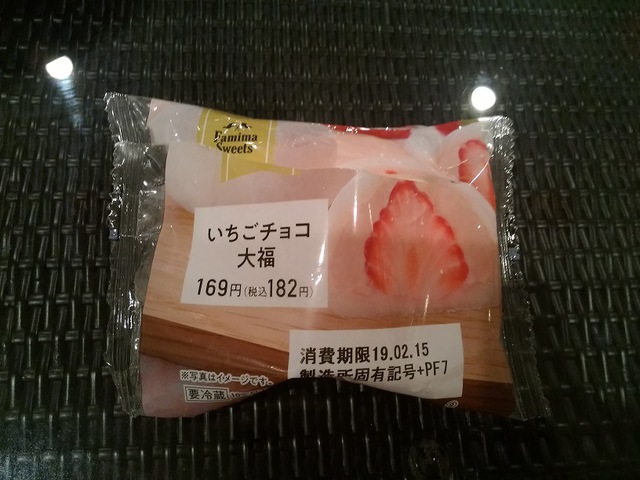 Famima
Sweets
いちごチョコ
大福
169円(税込182円)
消費期限19.02.15
製造所固有記号+PF7
※写真はイメージです。
要冷蔵